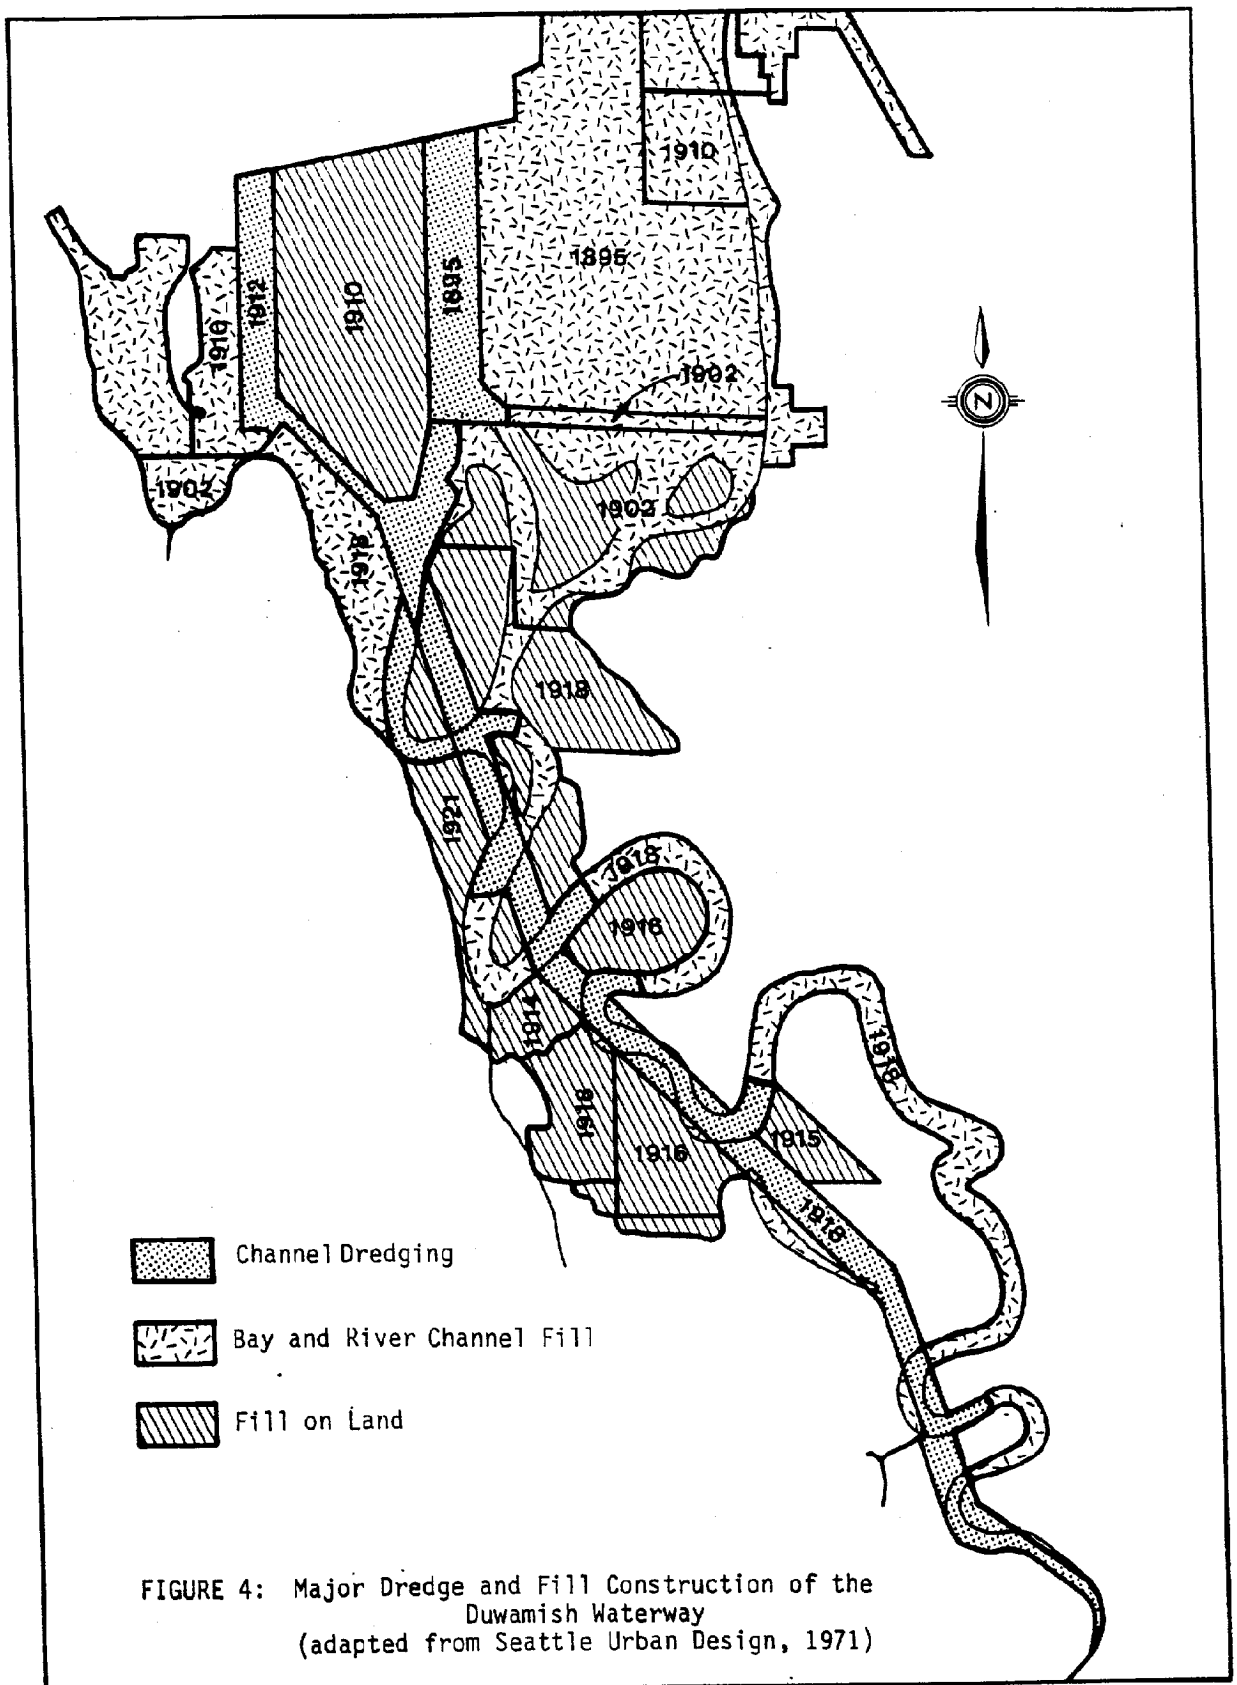 1910
1895
1895
1912
1910
1910
1902
1902
1902
1918
1918
1921
1918
1916
1914
1918
1918
1916
1915
1918
N
Channel Dredging
Bay and River Channel Fill
Fill on Land
FIGURE 4: Major Dredge and Fill Construction of the
Duwamish Waterway
(adapted from Seattle Urban Design, 1971)